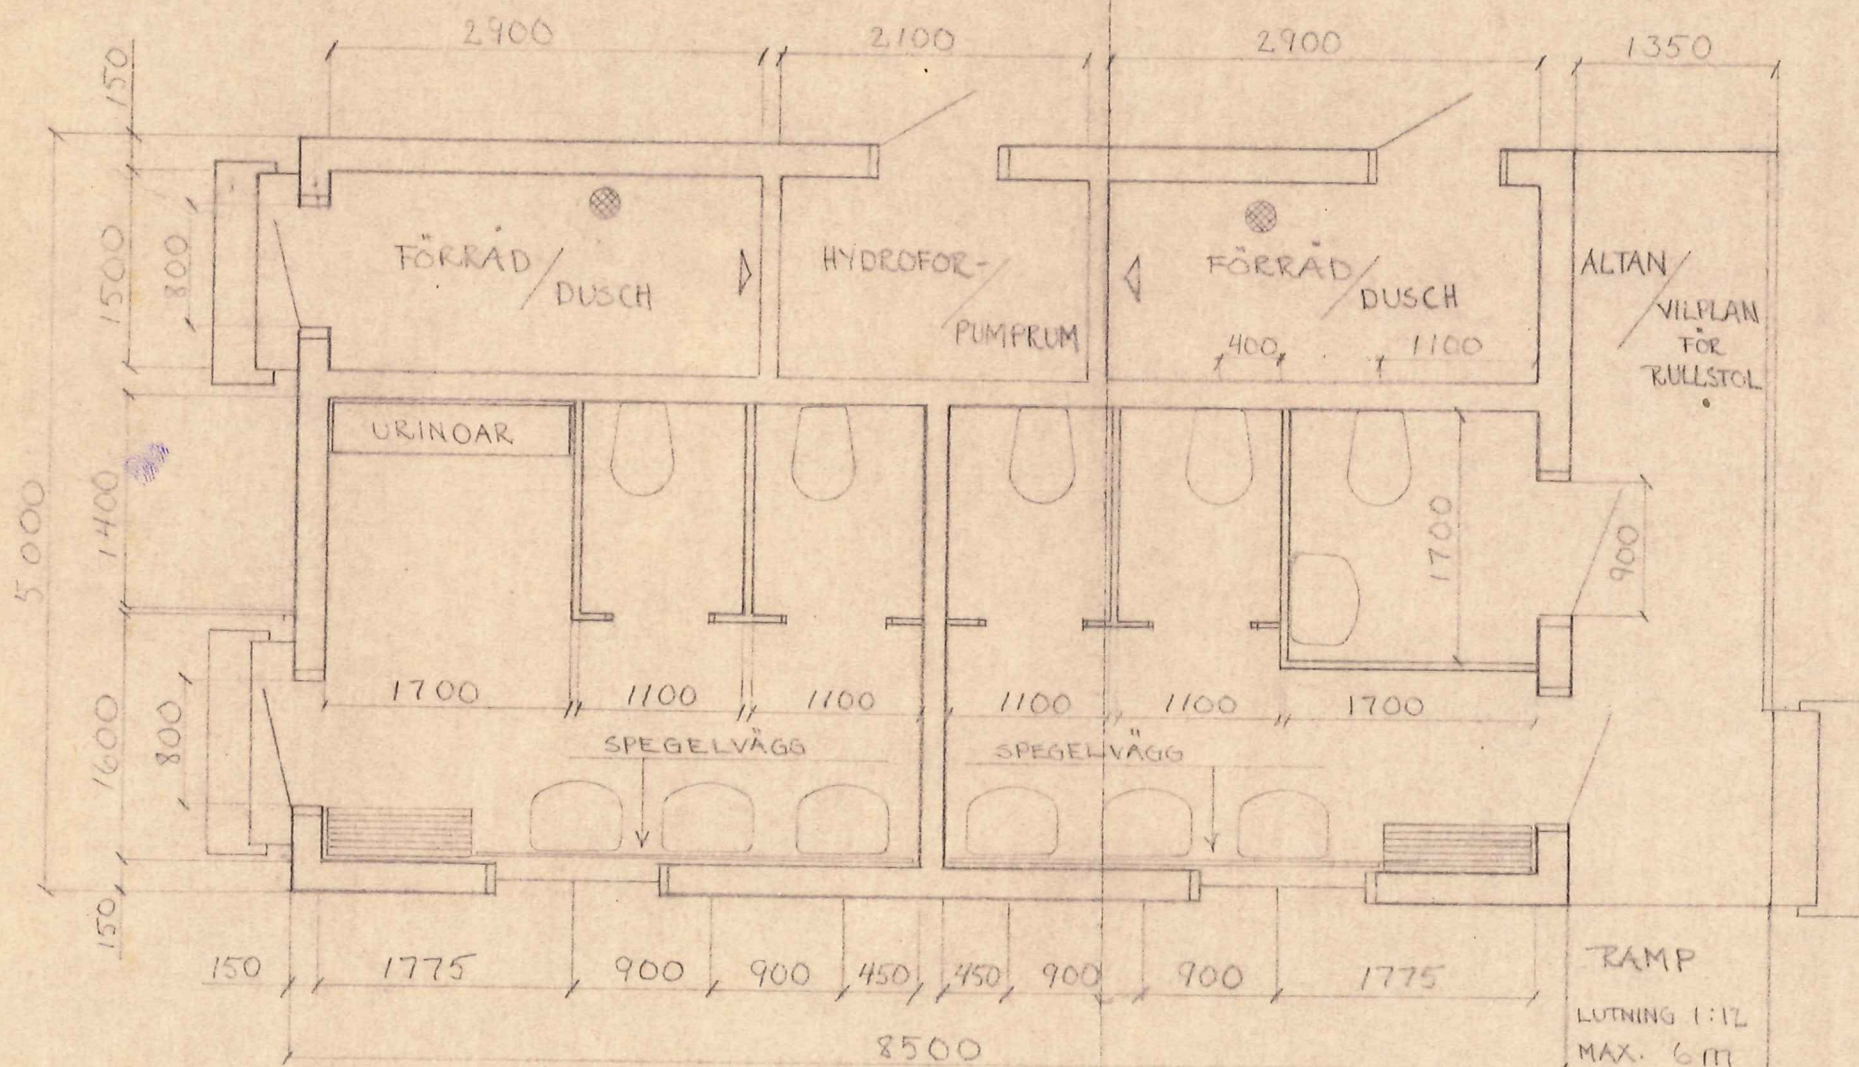 2900
2100
2900
1350
150
FÖRRÅD/
DUSCH
HYDROFOR-/
PUMPRUM
FÖRRÅD/
DUSCH
ALTAN/
VILPLAN
FÖR
RULLSTOL
1500
800
400
1100
URINOAR
5000
1400
1700
900
1700
1100
1100
1100
1100
1700
1600
800
SPEGELVÄGG
SPEGELVÄGG
150
150
1775
900
900
450
450
900
900
1775
RAMP
LUTNING 1:12
MAX. 6 m
8500